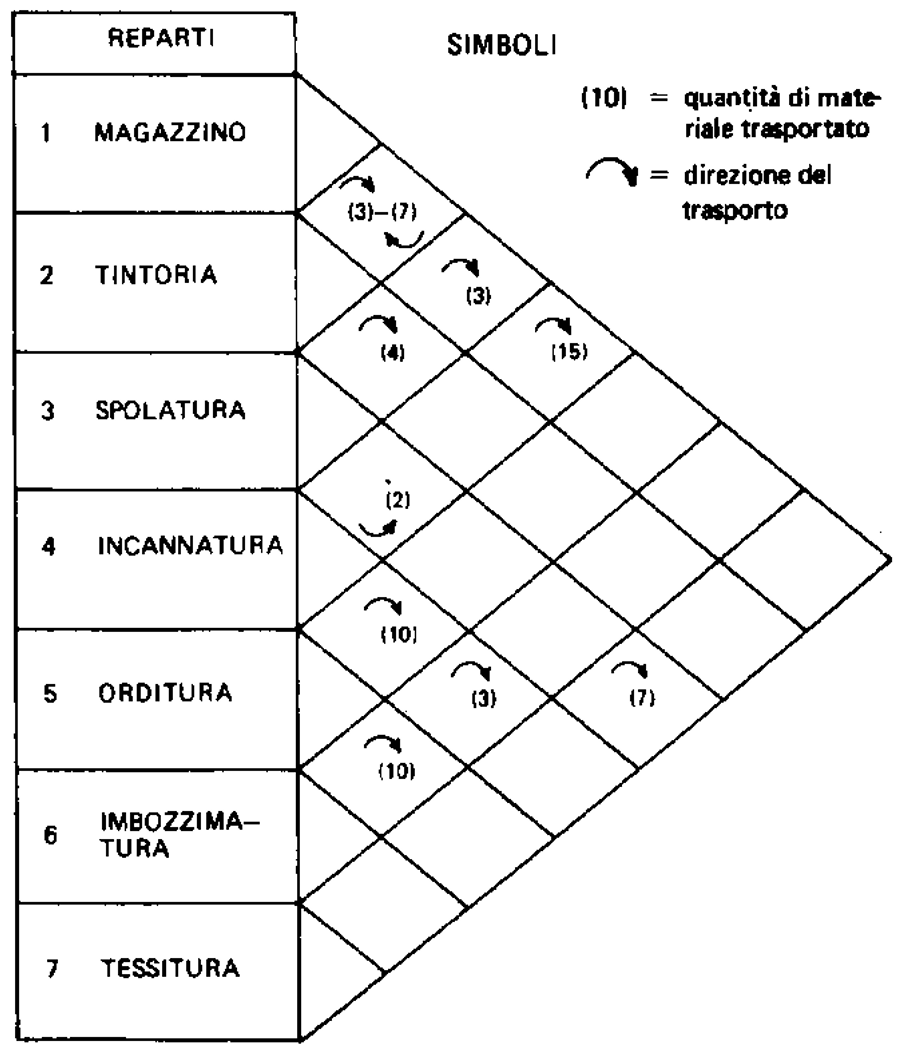 REPARTI
SIMBOLI
(10) = quantità di mate-
riale trasportato
= direzione del
trasporto
1 MAGAZZINO
(3)–(7)
2 TINTORIA
(3)
(4)
(15)
3 SPOLATURA
(2)
4 INCANNATURA
(10)
5 ORDITURA
(3)
(7)
(10)
6 IMBOZZIMA–
TURA
7 TESSITURA